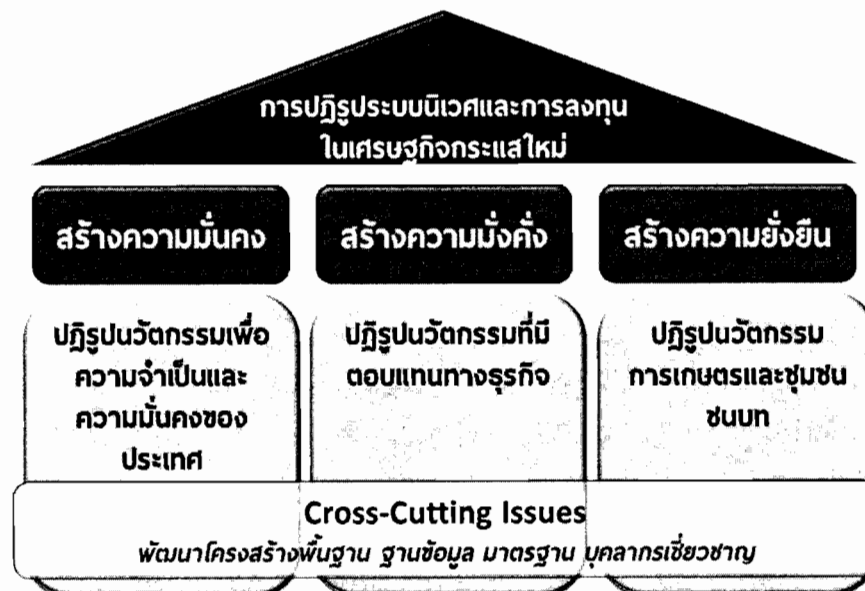 การปฏิรูประบบนิเวศและการลงทุน
ในเศรษฐกิจกระแสใหม่
สร้างความมั่นคง
สร้างความมั่งคั่ง
สร้างความยั่งยืน
ปฏิรูปนวัตกรรมเพื่อ
ความจำเป็นและ
ความมั่นคงของ
ประเทศ
ปฏิรูปนวัตกรรมที่มี
ตอบแทนทางธุรกิจ
ปฏิรูปนวัตกรรม
การเกษตรและชุมชน
ชนบท
Cross-Cutting Issues
พัฒนาโครงสร้างพื้นฐาน ฐานข้อมูล มาตรฐาน บุคลากรเชี่ยวชาญ